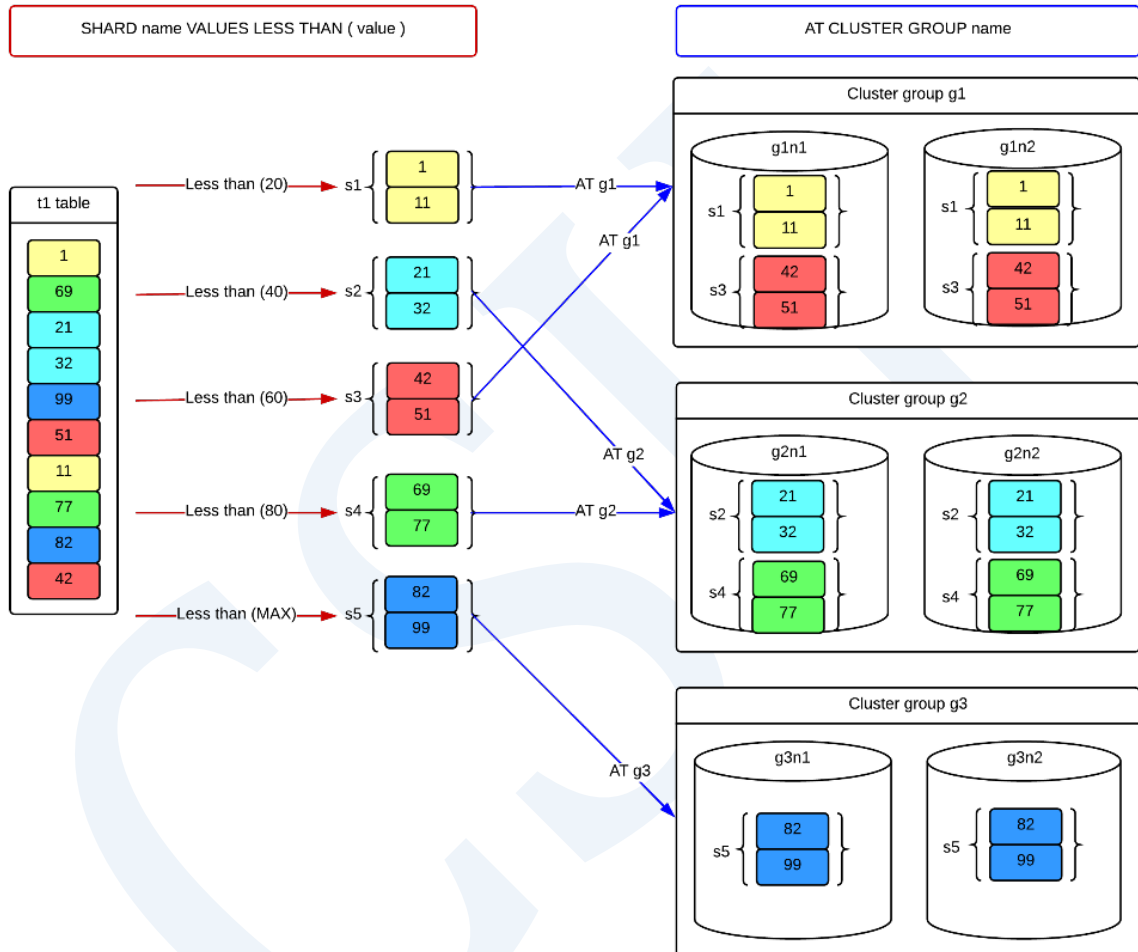 SHARD name VALUES LESS THAN ( value )
AT CLUSTER GROUP name
t1 table
1
69
21
32
99
51
11
77
82
42
Less than (20)
s1
1
11
AT g1
Less than (40)
s2
21
32
AT g2
Less than (60)
s3
42
51
AT g1
Less than (80)
s4
69
77
AT g2
Less than (MAX)
s5
82
99
AT g3
Cluster group g1
g1n1
s1
1
11
s3
42
51
g1n2
s1
1
11
s3
42
51
Cluster group g2
g2n1
s2
21
32
s4
69
77
g2n2
s2
21
32
s4
69
77
Cluster group g3
g3n1
s5
82
99
g3n2
s5
82
99